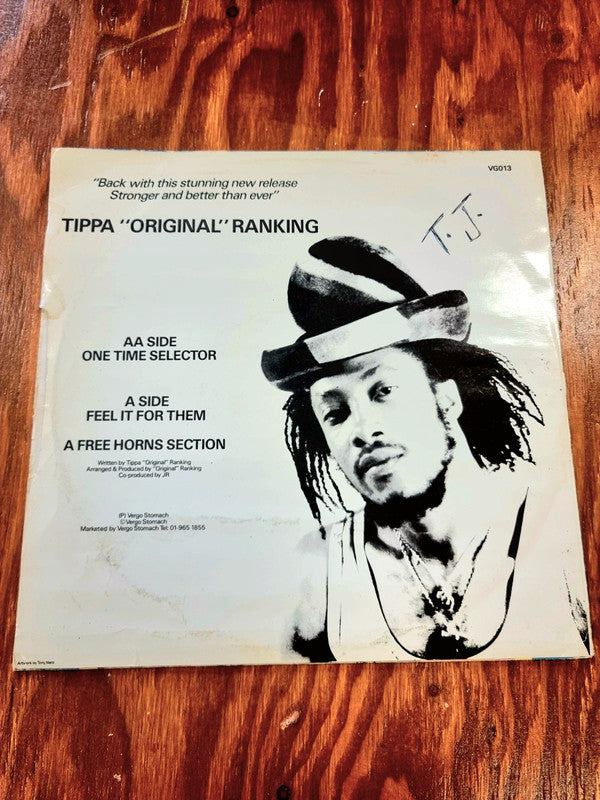 VG013
"Back with this stunning new release
Stronger and better than ever"
T. J.
TIPPA "ORIGINAL" RANKING
AA SIDE
ONE TIME SELECTOR
A SIDE
FEEL IT FOR THEM
A FREE HORNS SECTION
Written by Tippa "Original" Ranking
Arranged & Produced by "Original" Ranking
Co-produced by JR
(P) Vergo Stomach
© Vergo Stomach
Marketed by Vergo Stomach Tel: 01-965 1855
Artwork by Tony